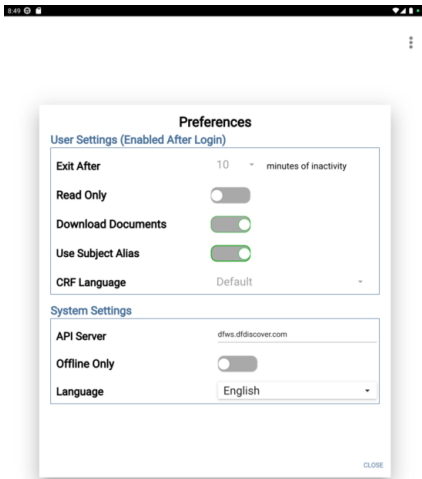 8:49
Preferences
User Settings (Enabled After Login)
Exit After 10 minutes of inactivity
Read Only
Download Documents
Use Subject Alias
CRF Language Default
System Settings
API Server dfws.dfdiscover.com
Offline Only
Language English
CLOSE